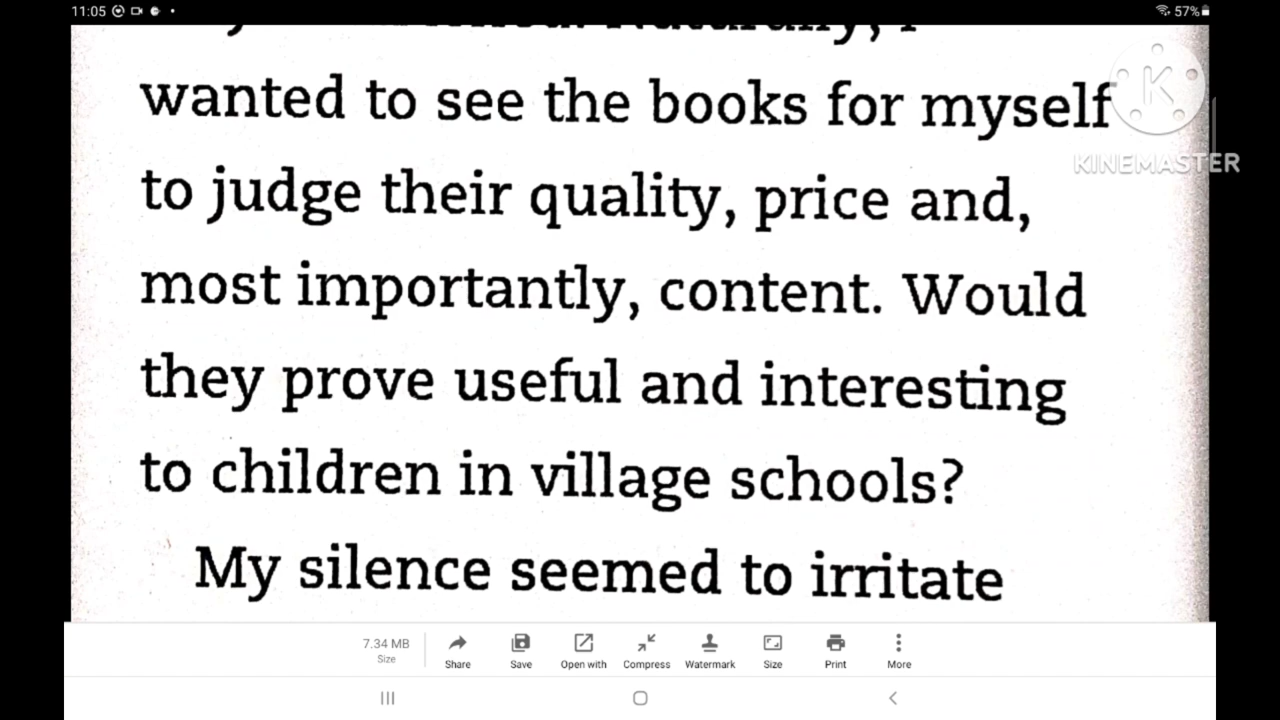 11:05
57%
Naturally, I
wanted to see the books for myself
to judge their quality, price and,
most importantly, content. Would
they prove useful and interesting
to children in village schools?
My silence seemed to irritate
K
KINEMASTER
7.34 MB
Size
Share
Save
Open with
Compress
Watermark
Size
Print
More